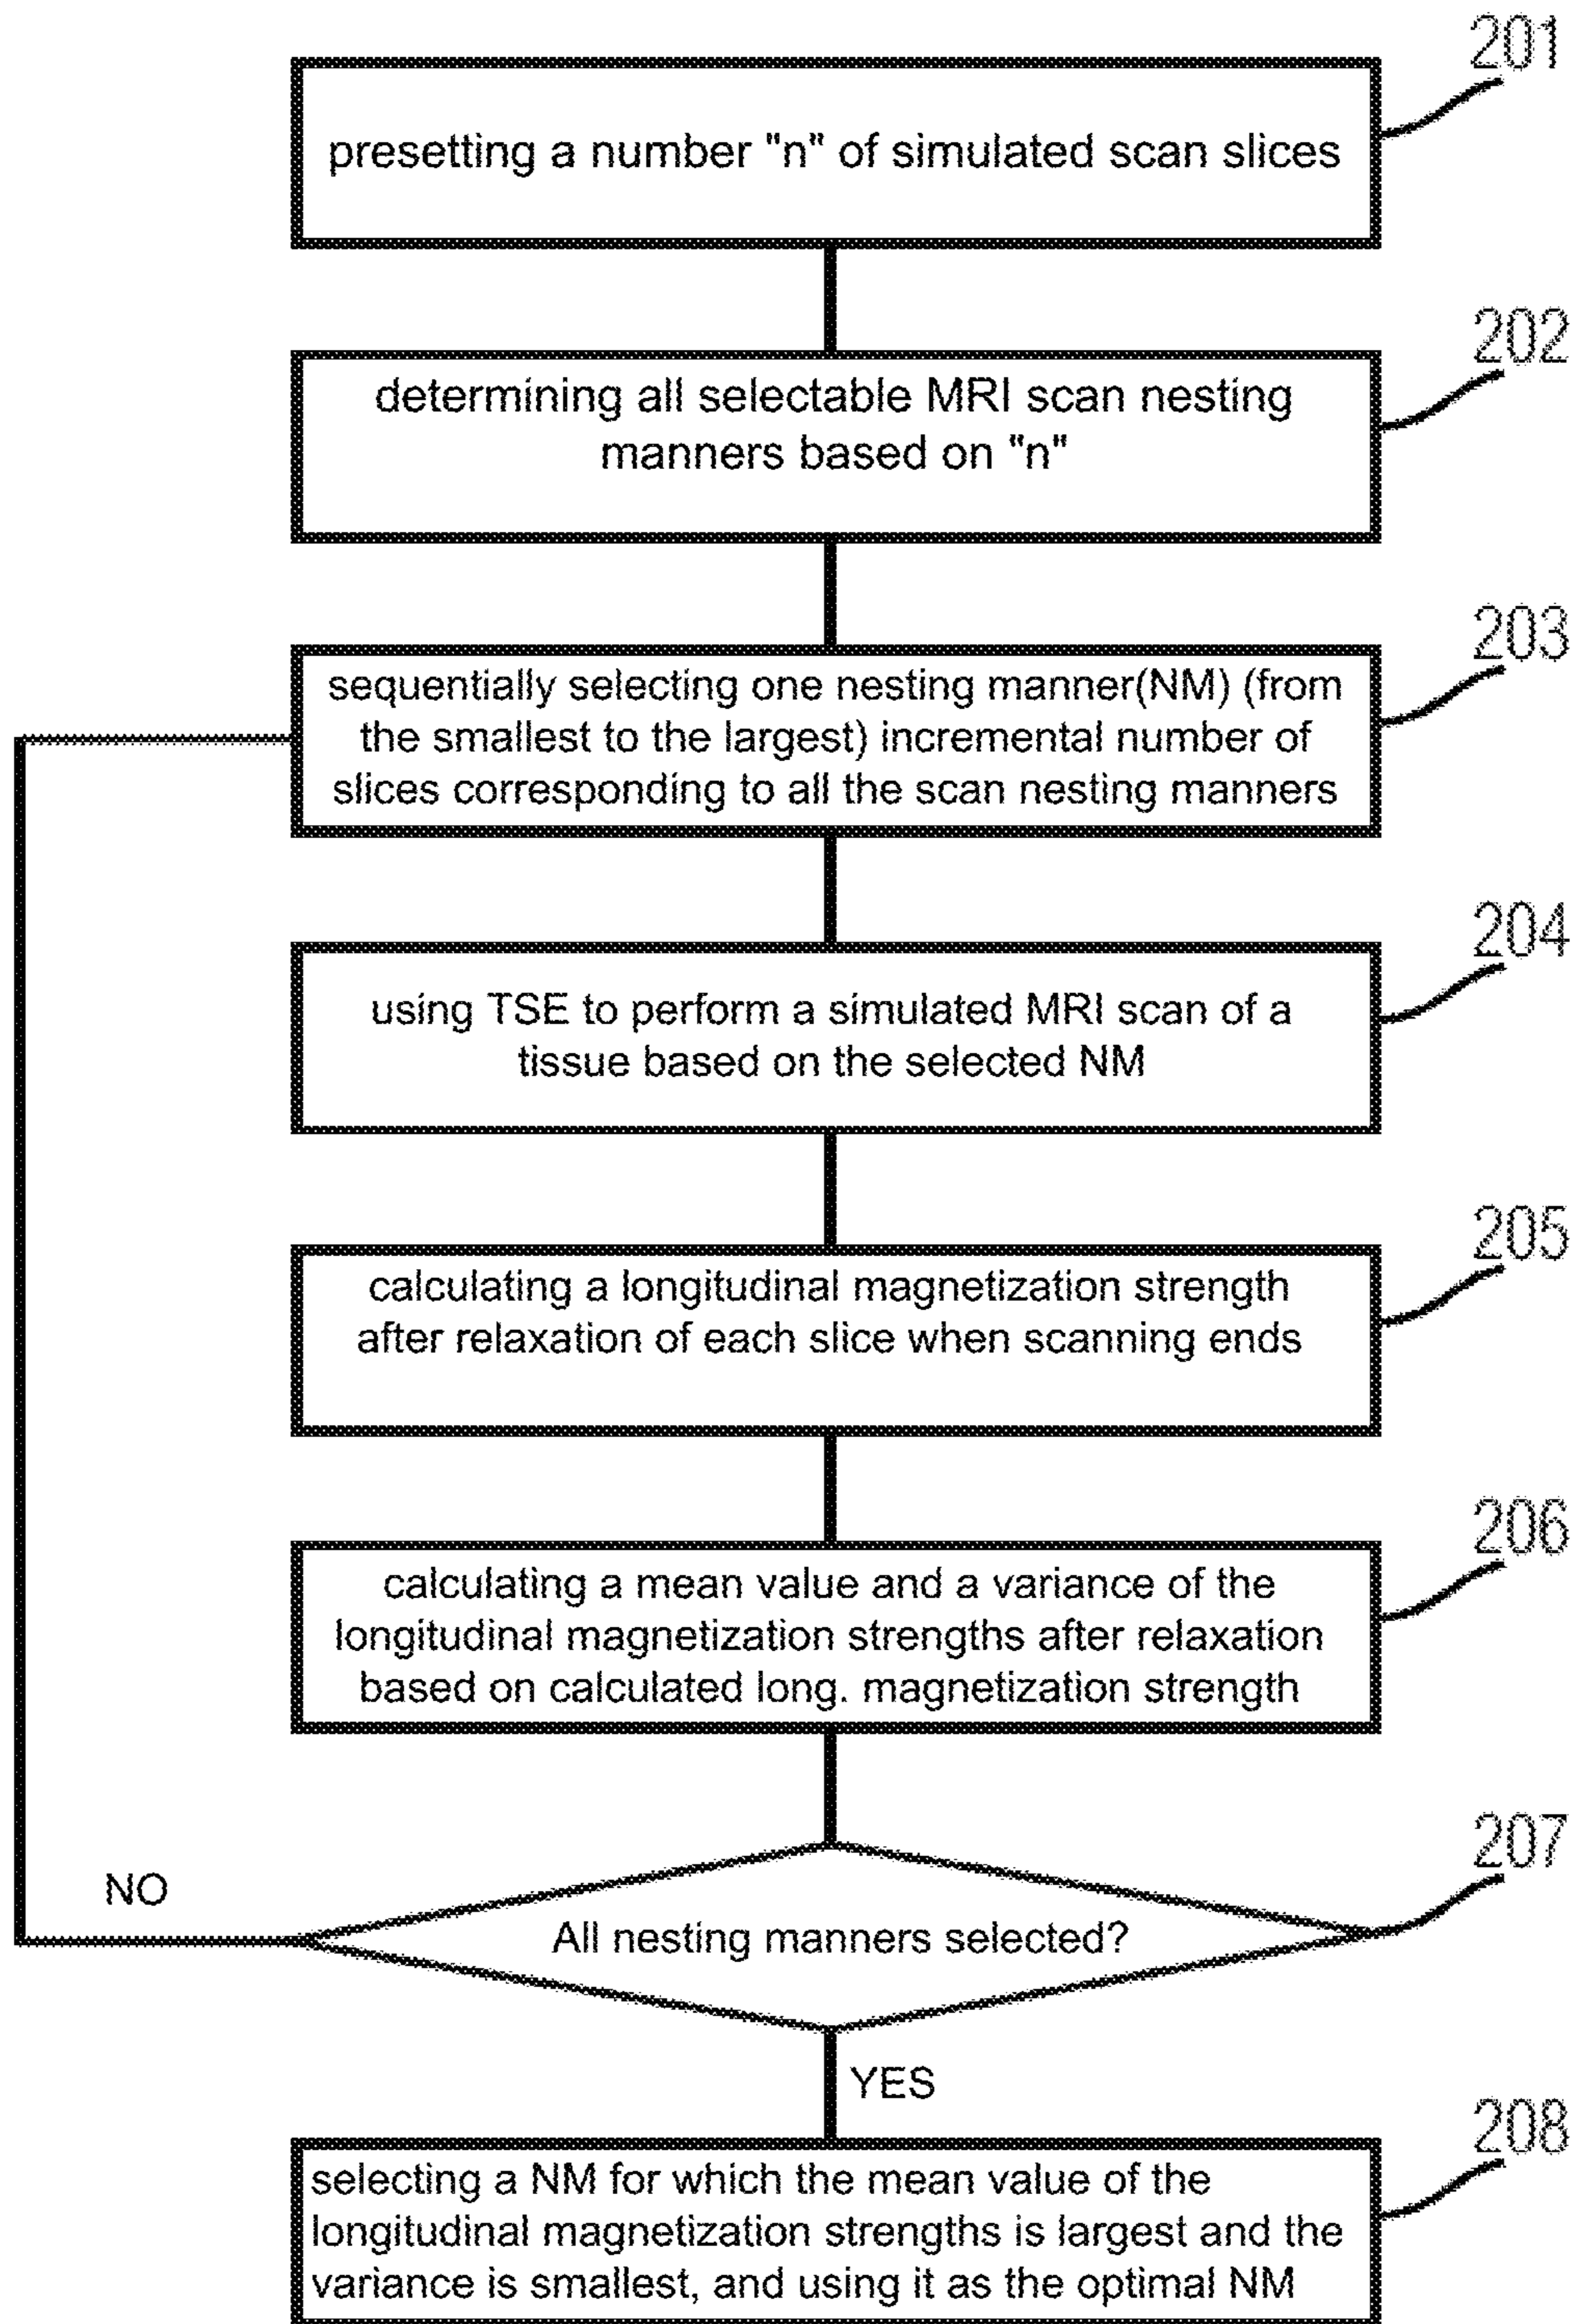 201
presetting a number "n" of simulated scan slices
202
determining all selectable MRI scan nesting
manners based on "n"
203
sequentially selecting one nesting manner(NM) (from
the smallest to the largest) incremental number of
slices corresponding to all the scan nesting manners
204
using TSE to perform a simulated MRI scan of a
tissue based on the selected NM
205
calculating a longitudinal magnetization strength
after relaxation of each slice when scanning ends
206
calculating a mean value and a variance of the
longitudinal magnetization strengths after relaxation
based on calculated long. magnetization strength
207
NO
All nesting manners selected?
YES
208
selecting a NM for which the mean value of the
longitudinal magnetization strengths is largest and the
variance is smallest, and using it as the optimal NM